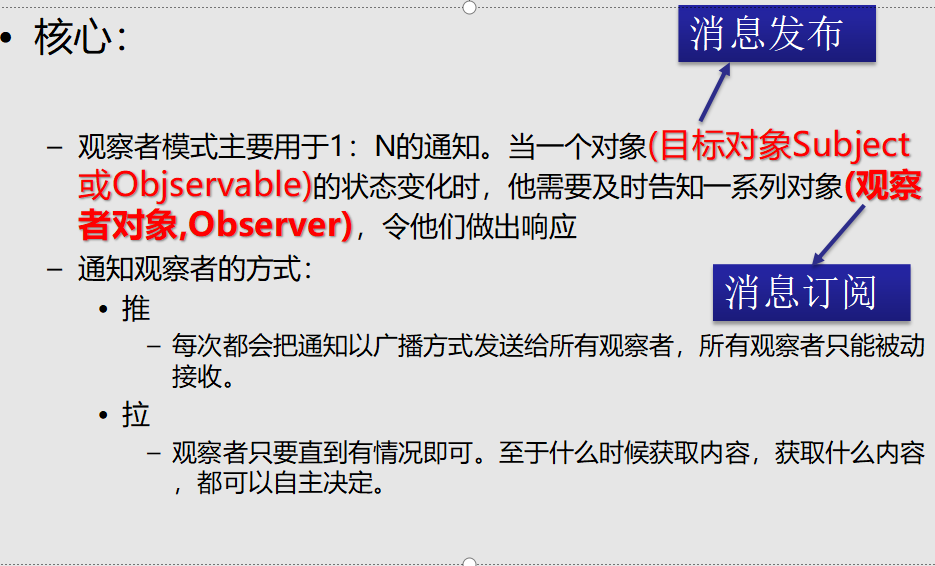 • 核心：
消息发布
– 观察者模式主要用于1：N的通知。当一个对象(目标对象Subject
或Objservable)的状态变化时，他需要及时告知一系列对象(观察
者对象,Observer)，令他们做出响应
– 通知观察者的方式：
消息订阅
• 推
– 每次都会把通知以广播方式发送给所有观察者，所有观察者只能被动
接收。
• 拉
– 观察者只要直到有情况即可。至于什么时候获取内容，获取什么内容
，都可以自主决定。